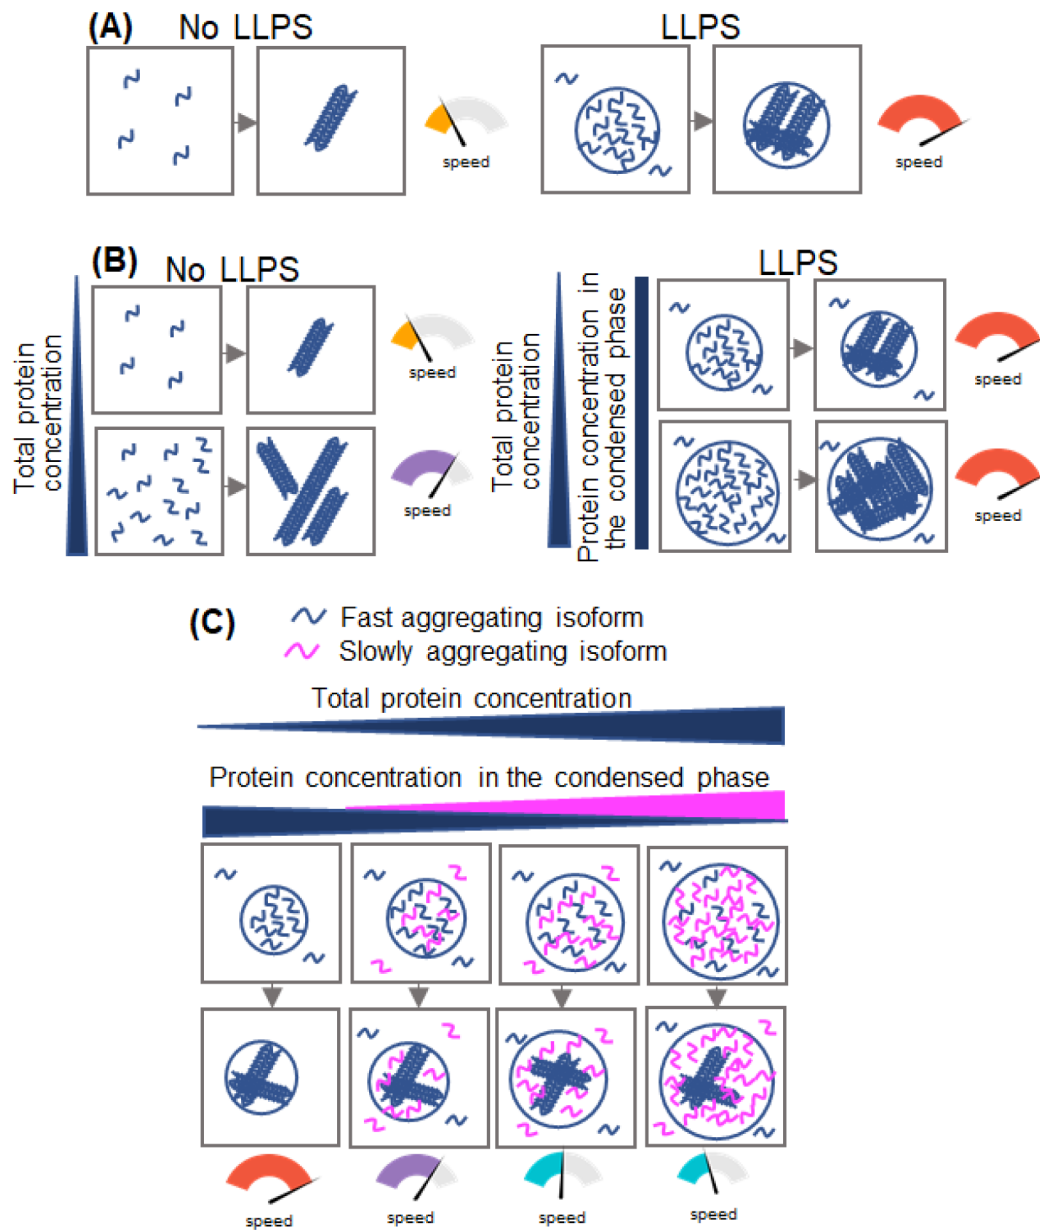 (A)
No LLPS
LLPS
speed
speed
(B)
No LLPS
LLPS
Total protein
concentration
speed
speed
Total protein
concentration
Protein concentration in
the condensed phase
speed
speed
(C)
Fast aggregating isoform
Slowly aggregating isoform
Total protein concentration
Protein concentration in the condensed phase
speed
speed
speed
speed